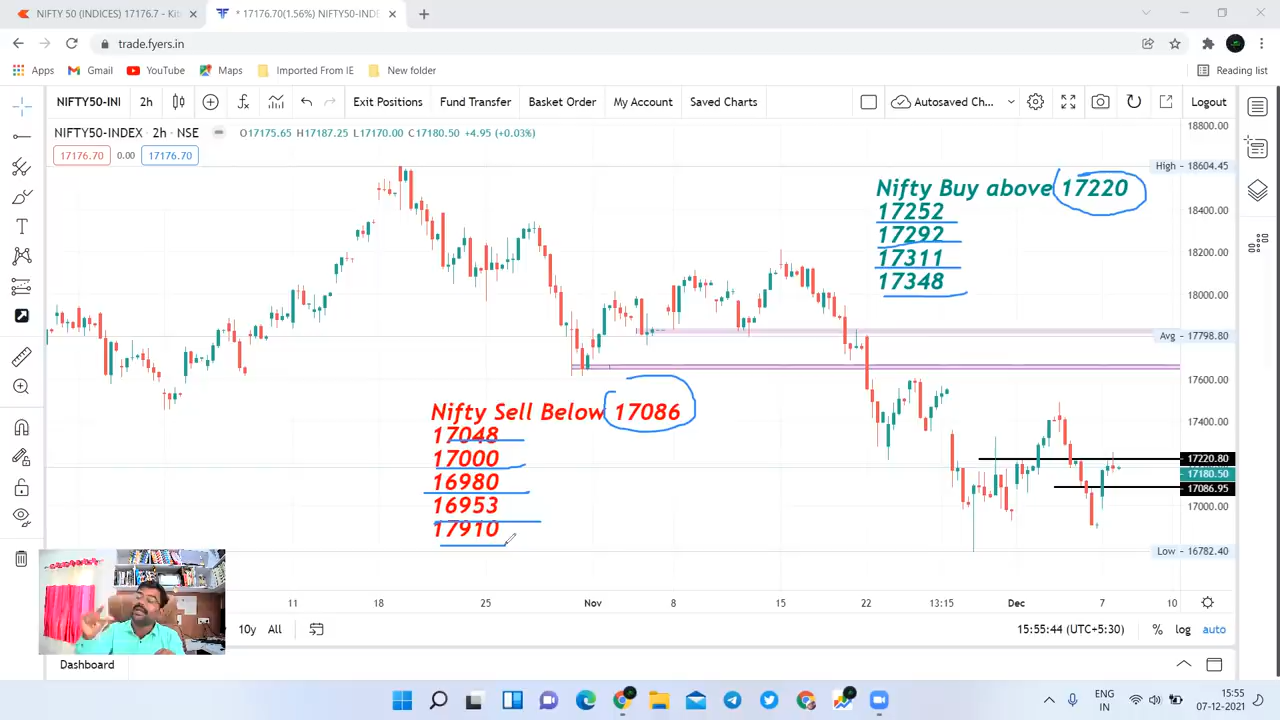 NIFTY 50 (INDICES) 17176.7 - Kit
* 17176.70(1.56%) NIFTY50-INDE
trade.fyers.in
Apps Gmail YouTube Maps Imported From IE New folder Reading list
NIFTY50-INI 2h Exit Positions Fund Transfer Basket Order My Account Saved Charts Autosaved Ch... Logout
NIFTY50-INDEX · 2h · NSE O17175.65 H17187.25 L17170.00 C17180.50 +4.95 (+0.03%)
17176.70 0.00 17176.70
18800.00
High - 18604.45
18400.00
18200.00
18000.00
Avg - 17798.80
17600.00
17400.00
17220.80
17180.50
17086.95
17000.00
Low - 16782.40
Nifty Buy above 17220
17252
17292
17311
17348
Nifty Sell Below 17086
17048
17000
16980
16953
17910
11 18 25 Nov 8 15 22 13:15 Dec 7 10
10y All 15:55:44 (UTC+5:30) % log auto
Dashboard
ENG
IN
15:55
07-12-2021